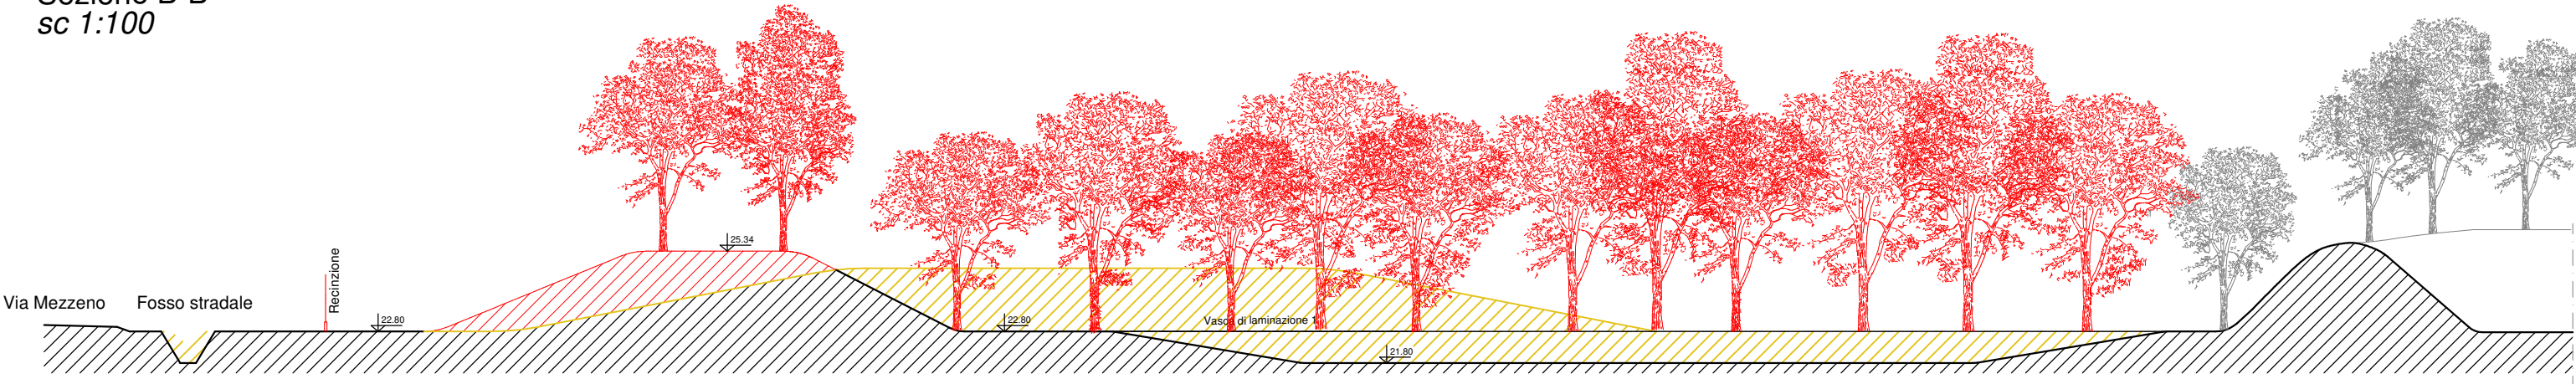 Sezione B-B
sc 1:100
Via Mezzeno
Fosso stradale
Recinzione
22.80
25.34
22.80
Vasca di laminazione 1
21.80